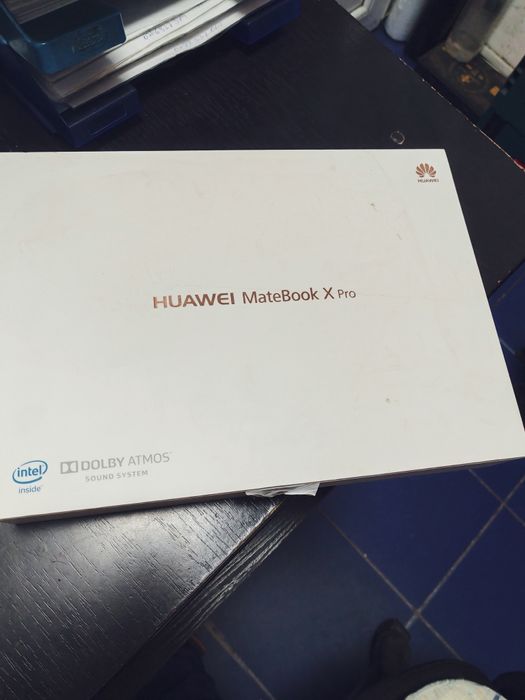 HUAWEI
HUAWEI MateBook X Pro
intel
inside
DOLBY ATMOS
SOUND SYSTEM